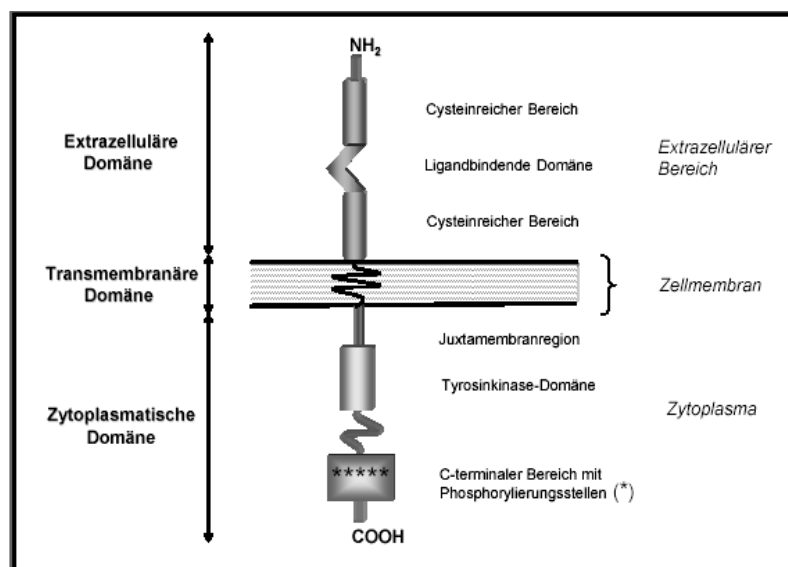 NH2
Cysteinreicher Bereich
Extrazelluläre
Domäne
Ligandbindende Domäne
Extrazellulärer
Bereich
Cysteinreicher Bereich
Transmembranäre
Domäne
Zellmembran
Juxtamembranregion
Tyrosinkinase-Domäne
Zytoplasmatische
Domäne
Zytoplasma
*****
C-terminaler Bereich mit
Phosphorylierungsstellen (*)
COOH